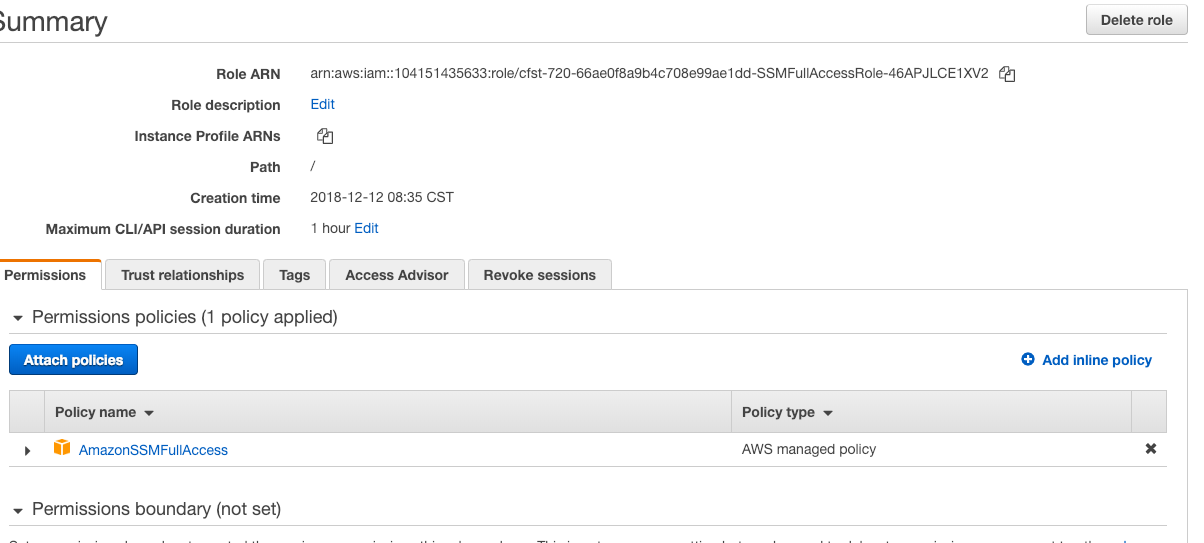 Summary
Delete role
Role ARN arn:aws:iam::104151435633:role/cfst-720-66ae0f8a9b4c708e99ae1dd-SSMFullAccessRole-46APJLCE1XV2
Role description Edit
Instance Profile ARNs
Path /
Creation time 2018-12-12 08:35 CST
Maximum CLI/API session duration 1 hour Edit
Permissions Trust relationships Tags Access Advisor Revoke sessions
Permissions policies (1 policy applied)
Attach policies Add inline policy
Policy name Policy type
AmazonSSMFullAccess AWS managed policy
Permissions boundary (not set)